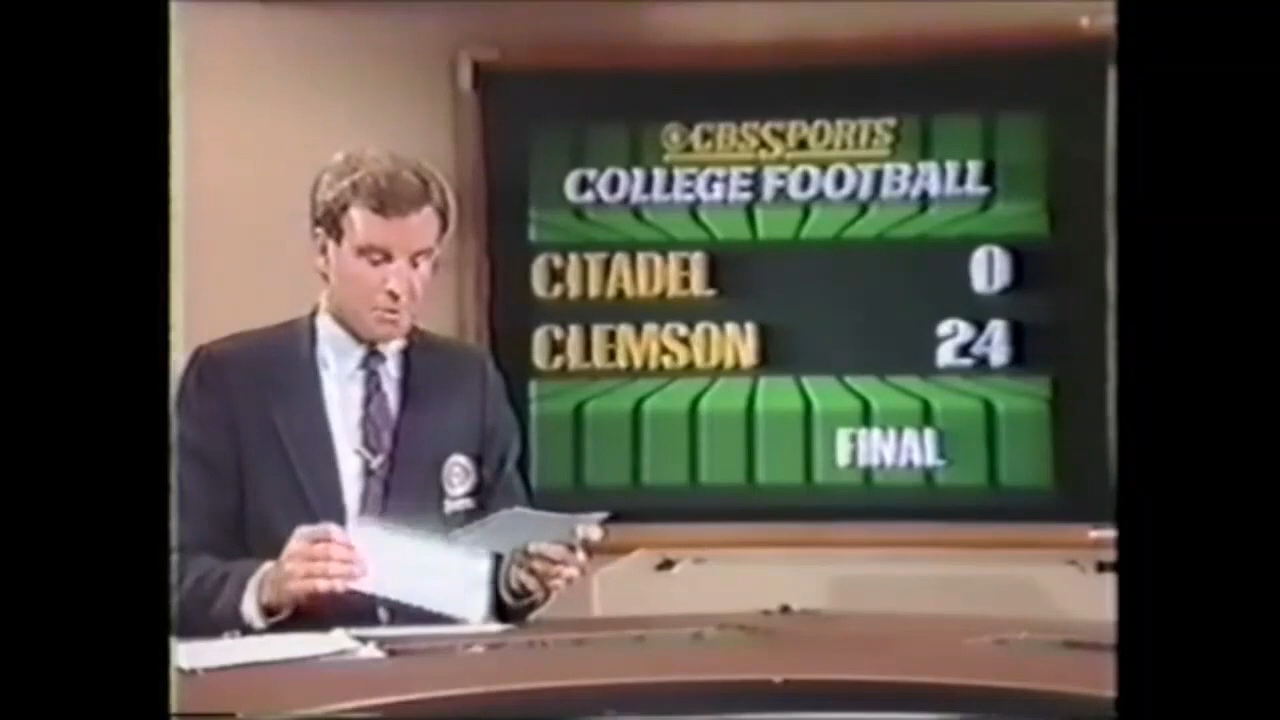 CBS SPORTS
COLLEGE FOOTBALL
CITADEL 0
CLEMSON 24
FINAL